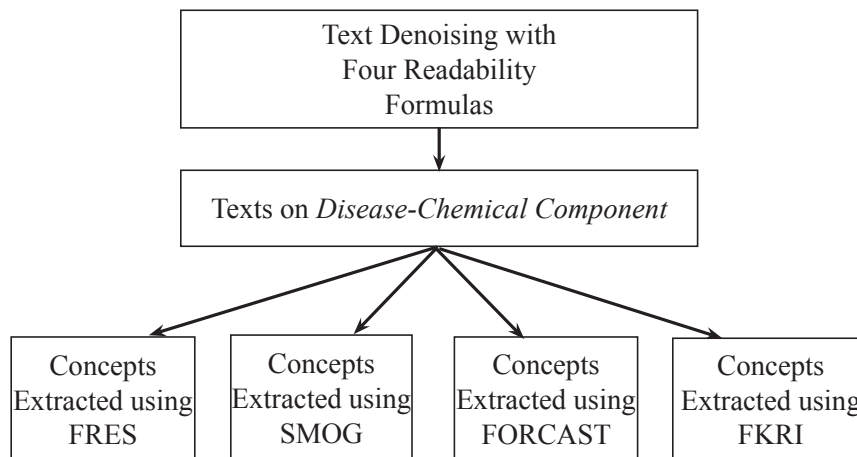 Text Denoising with
Four Readability
Formulas
Texts on Disease-Chemical Component
Concepts
Extracted using
FRES
Concepts
Extracted using
SMOG
Concepts
Extracted using
FORCAST
Concepts
Extracted using
FKRI